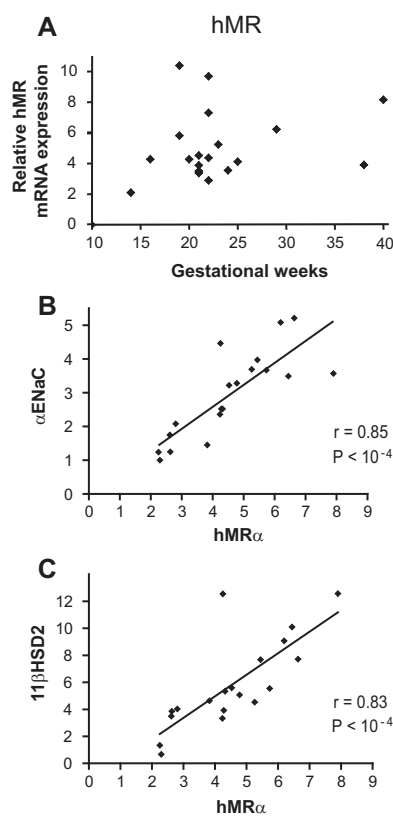 A
hMR
Relative hMR
mRNA expression
10
8
6
4
2
0
10 15 20 25 30 35 40
Gestational weeks
B
αENaC
5
4
3
2
1
0
r = 0.85
P < 10⁻⁴
0 1 2 3 4 5 6 7 8 9
hMRα
C
11βHSD2
12
10
8
6
4
2
0
r = 0.83
P < 10⁻⁴
0 1 2 3 4 5 6 7 8 9
hMRα